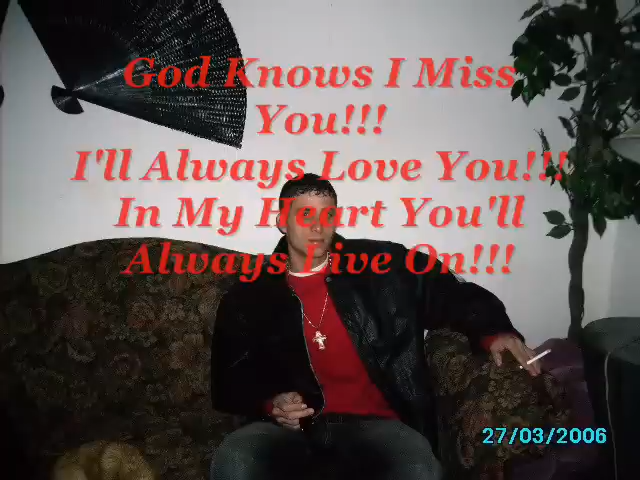 God Knows I Miss
You!!!
I'll Always Love You!!!
In My Heart You'll
Always Live On!!!
27/03/2006